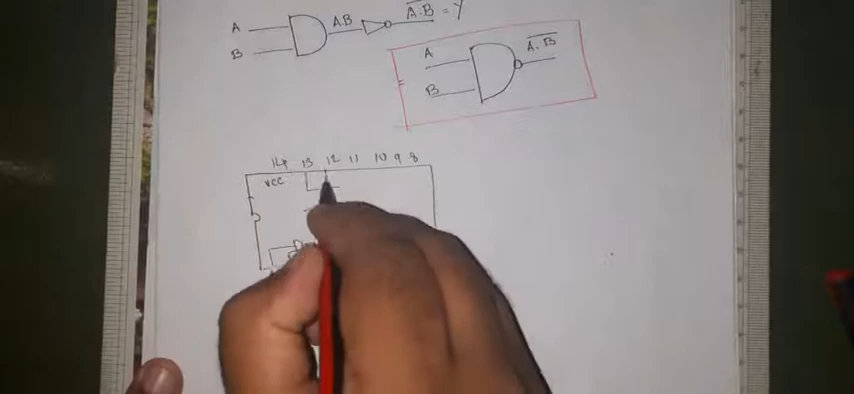 A A.B A̅.̅B̅ = Y
B
A A̅.̅B̅
B
14 13 12 11 10 9 8
VCC